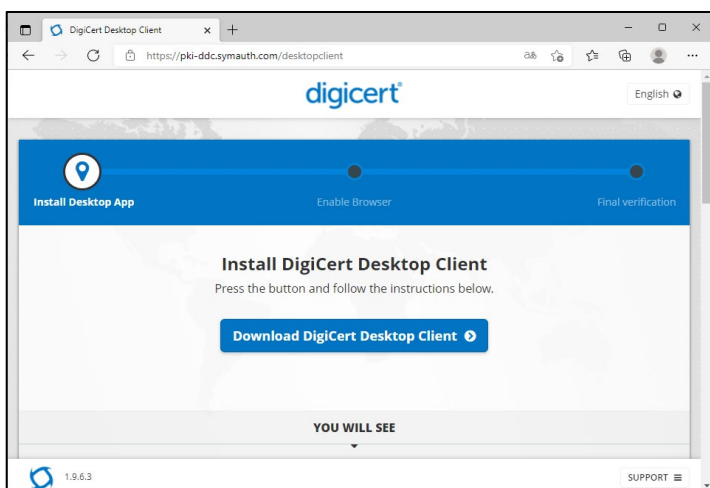 DigiCert Desktop Client
https://pki-ddc.symauth.com/desktopclient
digicert®
English
Install Desktop App
Enable Browser
Final verification
Install DigiCert Desktop Client
Press the button and follow the instructions below.
Download DigiCert Desktop Client
YOU WILL SEE
1.9.6.3
SUPPORT